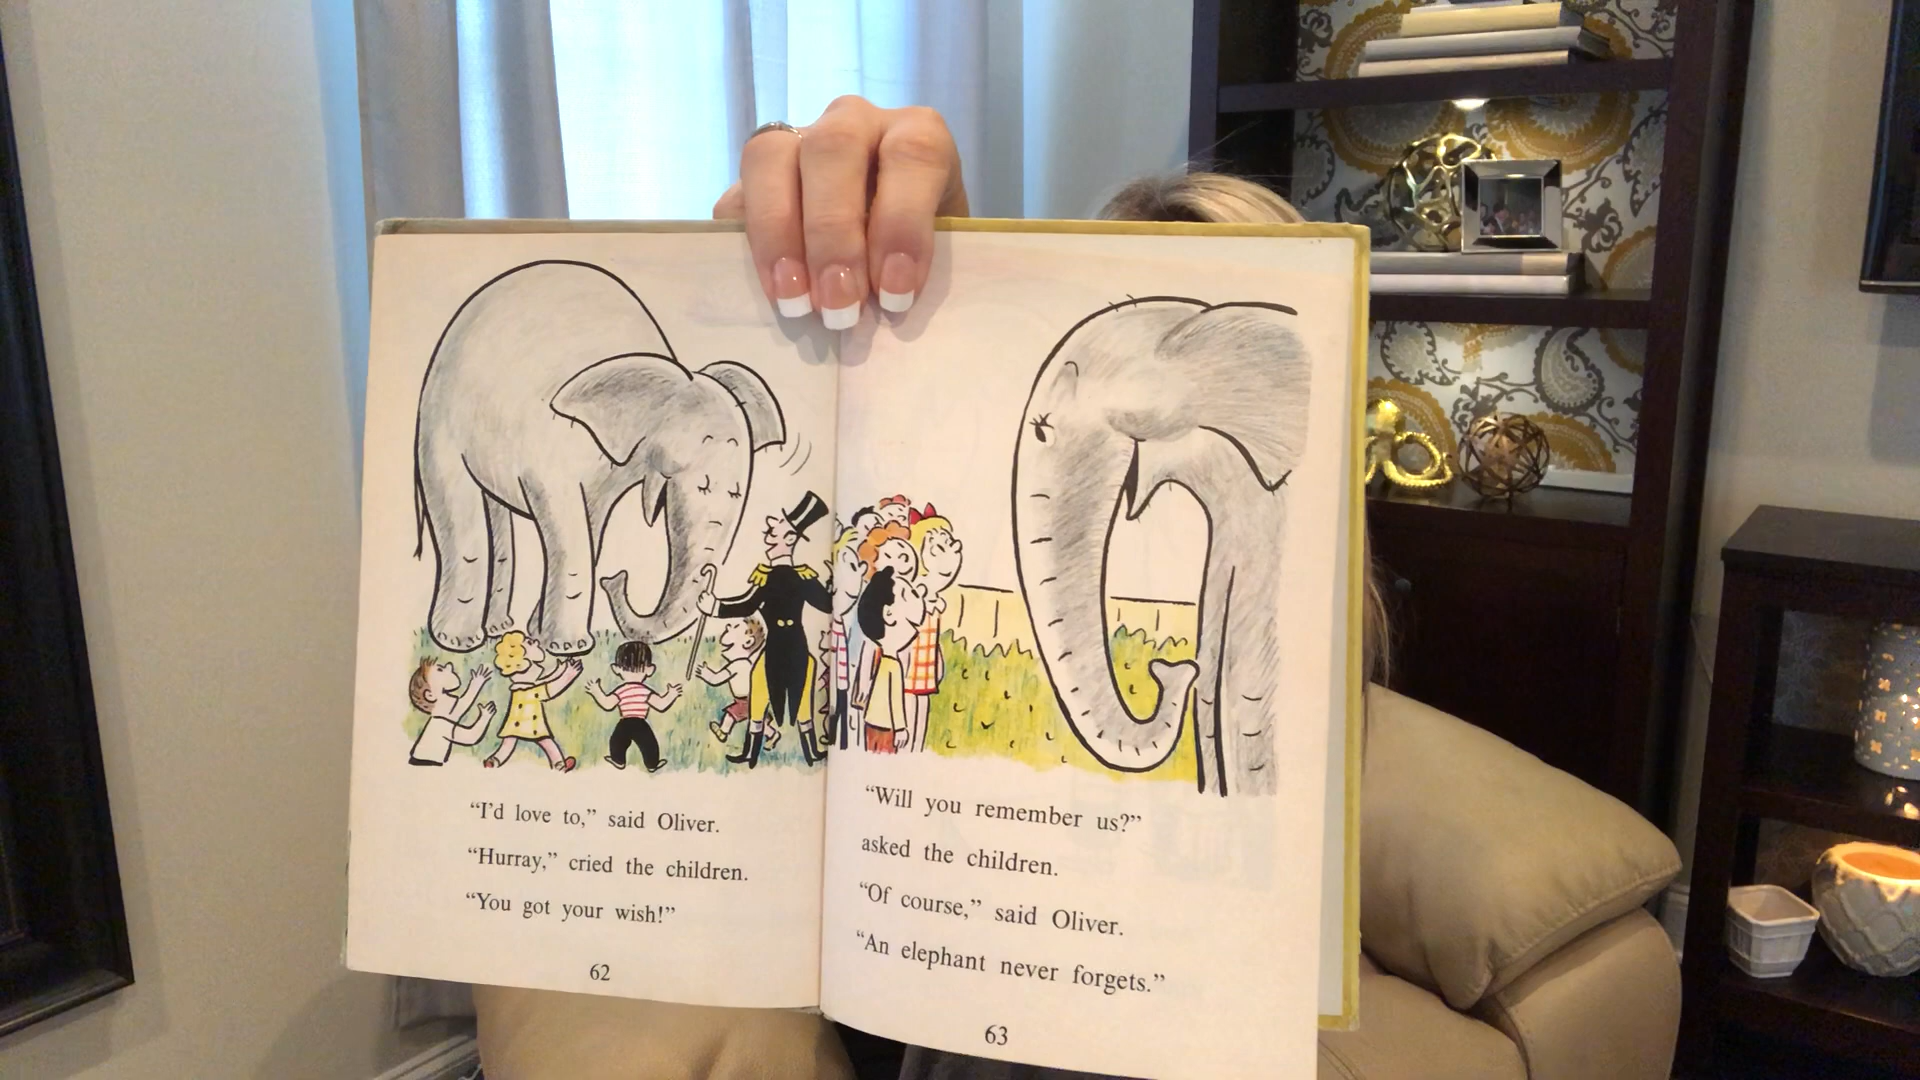 “I’d love to,” said Oliver.
“Hurray,” cried the children.
“You got your wish!”
62
“Will you remember us?”
asked the children.
“Of course,” said Oliver.
“An elephant never forgets.”
63